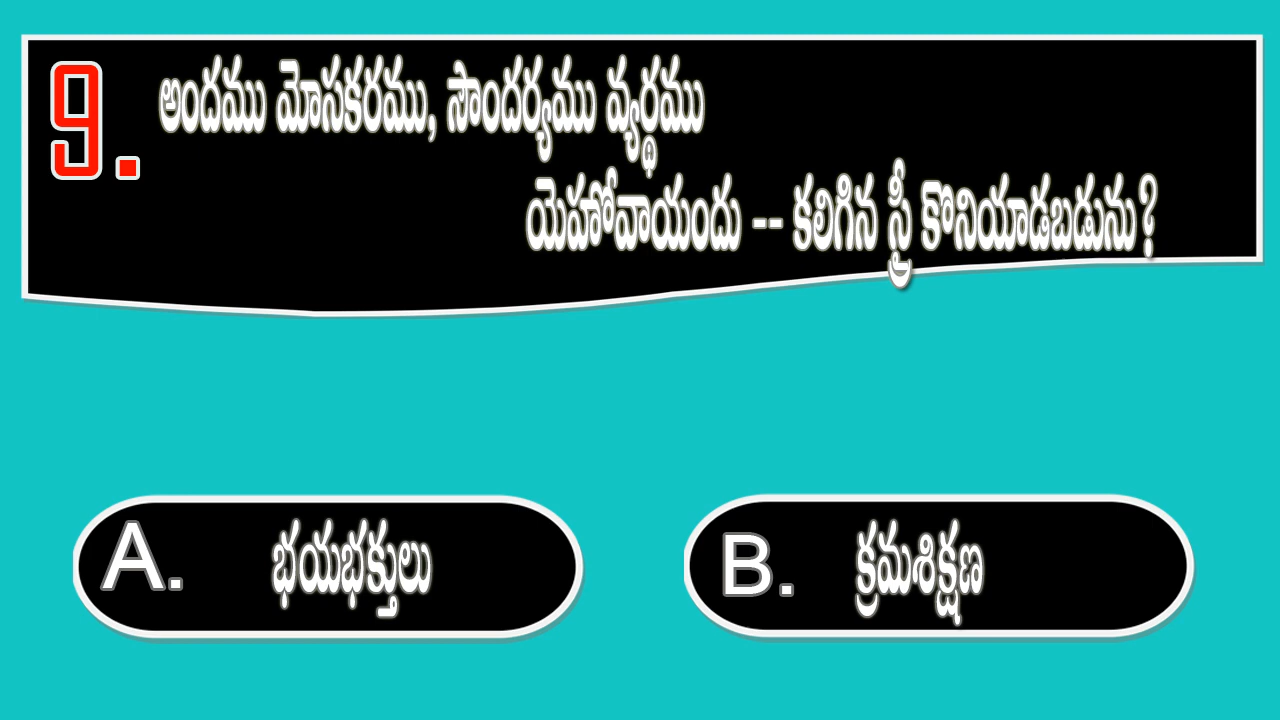 9. అందము మోసకరము, సౌందర్యము వ్యర్థము
యెహోవాయందు -- కలిగిన స్త్రీ కొనియాడబడును?
A. భయభక్తులు
B. క్రమశిక్షణ